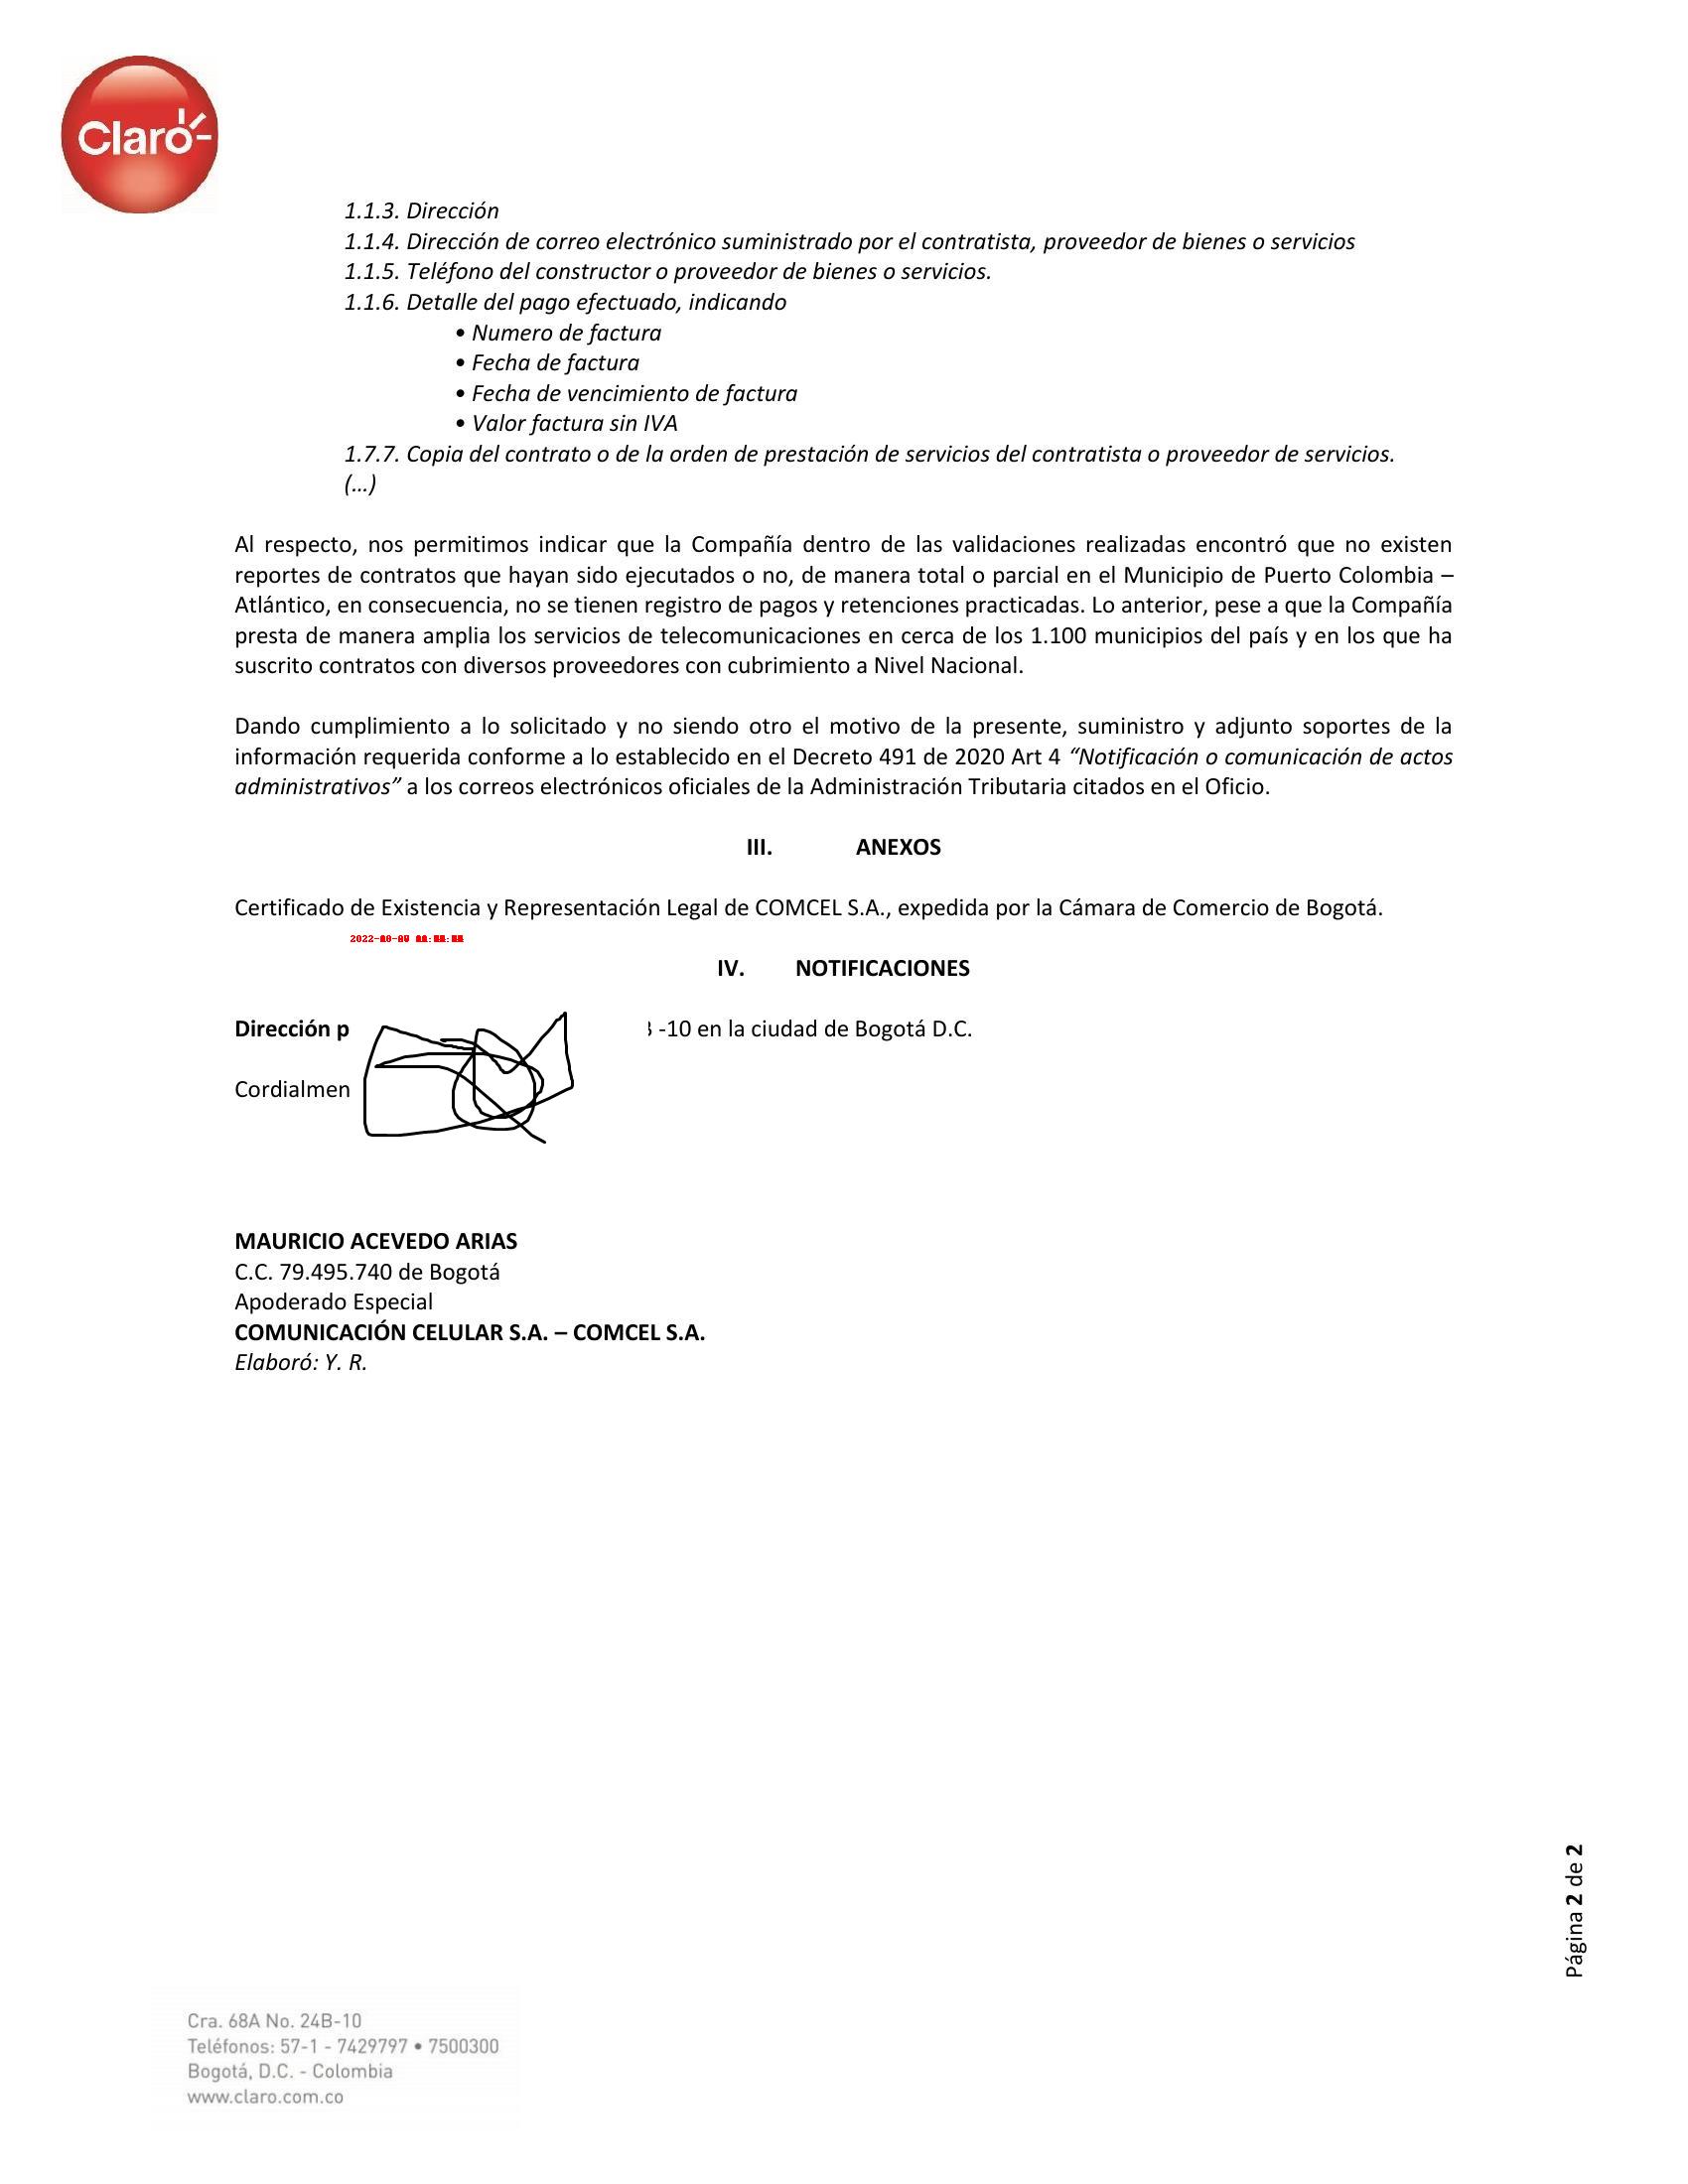 Claro
1.1.3. Dirección
1.1.4. Dirección de correo electrónico suministrado por el contratista, proveedor de bienes o servicios
1.1.5. Teléfono del constructor o proveedor de bienes o servicios.
1.1.6. Detalle del pago efectuado, indicando
• Numero de factura
• Fecha de factura
• Fecha de vencimiento de factura
• Valor factura sin IVA
1.7.7. Copia del contrato o de la orden de prestación de servicios del contratista o proveedor de servicios.
(…)
Al respecto, nos permitimos indicar que la Compañía dentro de las validaciones realizadas encontró que no existen
reportes de contratos que hayan sido ejecutados o no, de manera total o parcial en el Municipio de Puerto Colombia –
Atlántico, en consecuencia, no se tienen registro de pagos y retenciones practicadas. Lo anterior, pese a que la Compañía
presta de manera amplia los servicios de telecomunicaciones en cerca de los 1.100 municipios del país y en los que ha
suscrito contratos con diversos proveedores con cubrimiento a Nivel Nacional.
Dando cumplimiento a lo solicitado y no siendo otro el motivo de la presente, suministro y adjunto soportes de la
información requerida conforme a lo establecido en el Decreto 491 de 2020 Art 4 “Notificación o comunicación de actos
administrativos” a los correos electrónicos oficiales de la Administración Tributaria citados en el Oficio.
III. ANEXOS
Certificado de Existencia y Representación Legal de COMCEL S.A., expedida por la Cámara de Comercio de Bogotá.
IV. NOTIFICACIONES
Dirección p -10 en la ciudad de Bogotá D.C.
Cordialmen
MAURICIO ACEVEDO ARIAS
C.C. 79.495.740 de Bogotá
Apoderado Especial
COMUNICACIÓN CELULAR S.A. – COMCEL S.A.
Elaboró: Y. R.
Página 2 de 2
Cra. 68A No. 24B-10
Teléfonos: 57-1 - 7429797 • 7500300
Bogotá, D.C. - Colombia
www.claro.com.co